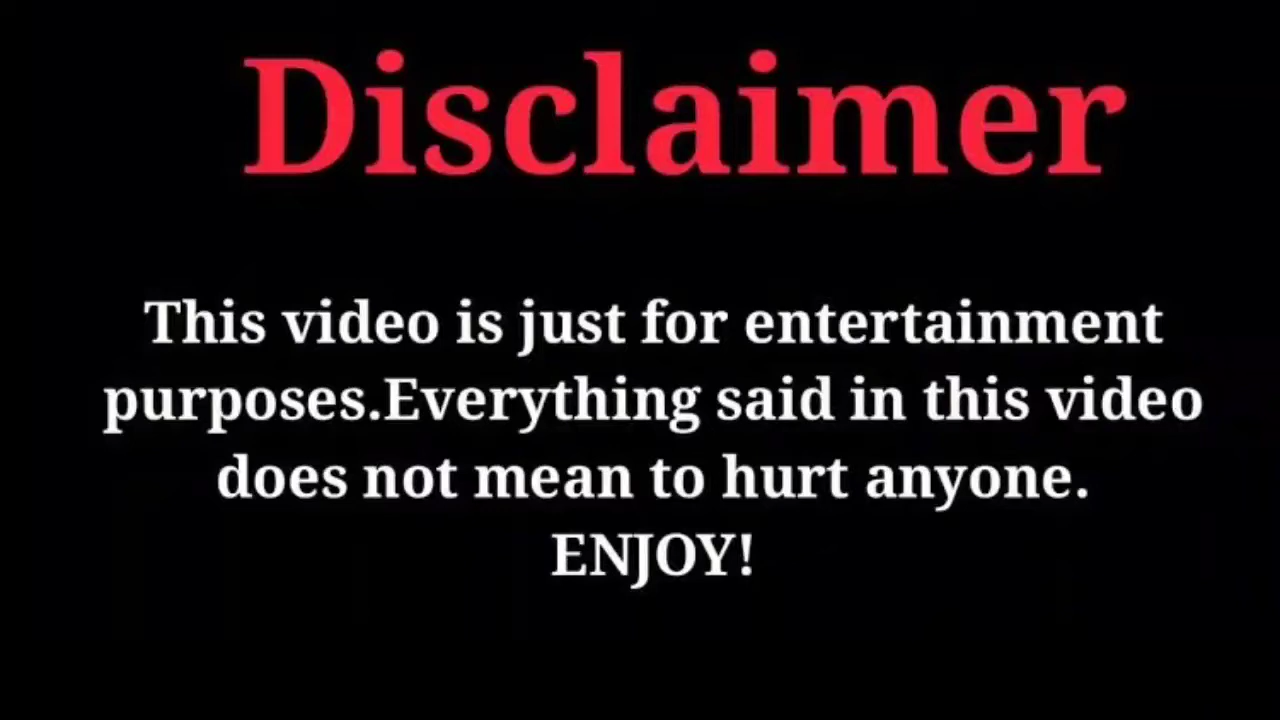 Disclaimer
This video is just for entertainment
purposes.Everything said in this video
does not mean to hurt anyone.
ENJOY!